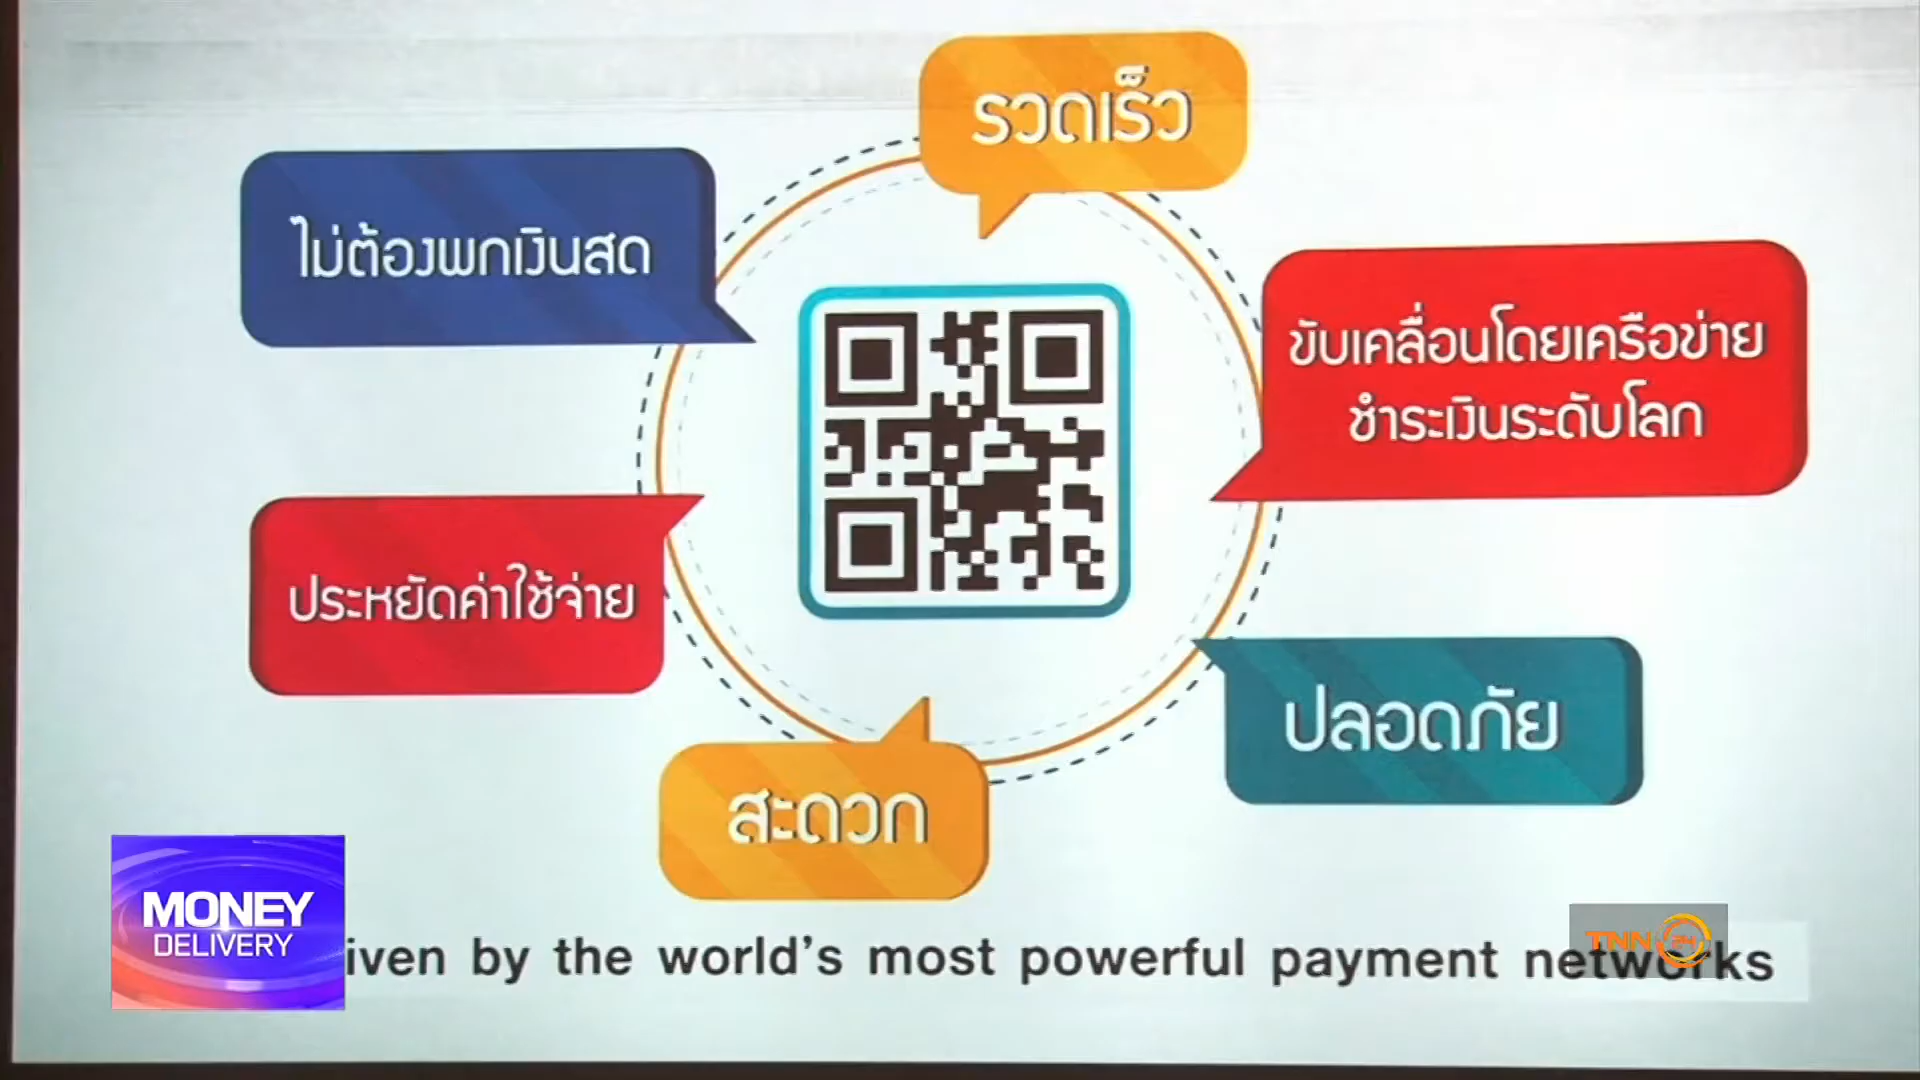 รวดเร็ว
ไม่ต้องพกเงินสด
ขับเคลื่อนโดยเครือข่าย
ชำระเงินระดับโลก
ประหยัดค่าใช้จ่าย
ปลอดภัย
สะดวก
MONEY
DELIVERY
by the world's most powerful payment networks
TNN 24